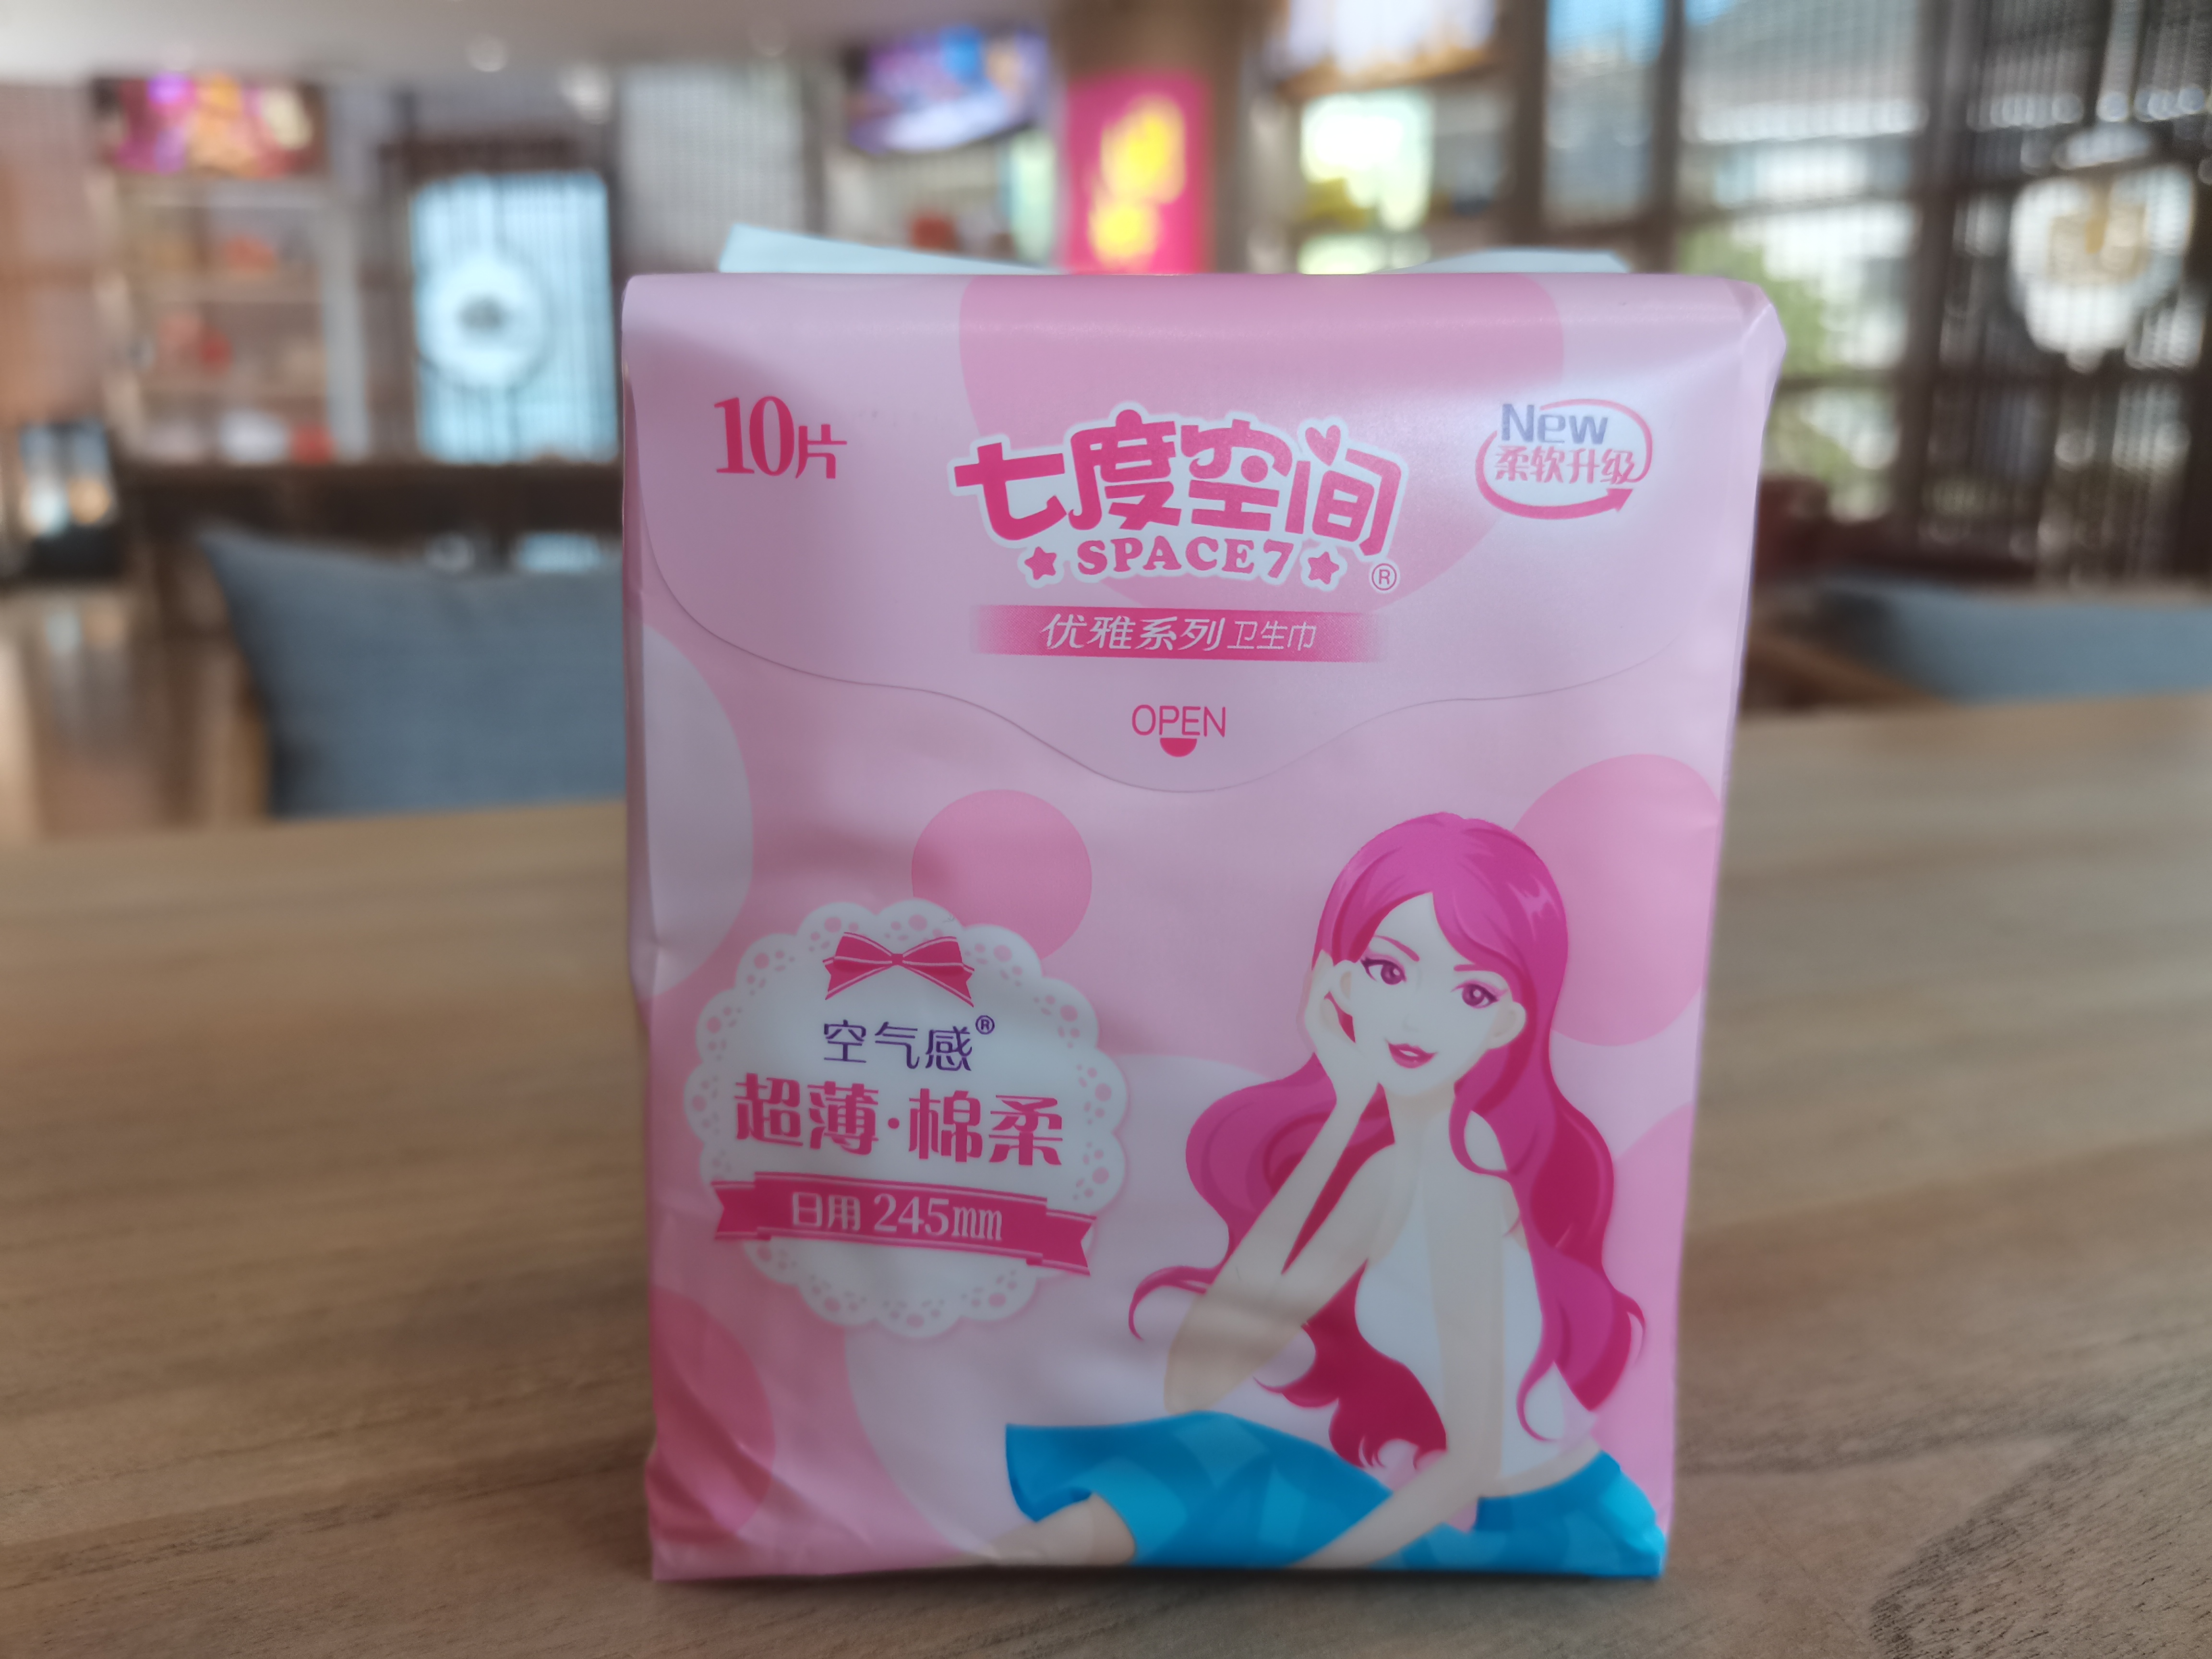 10片
七度空间
SPACE7
®
New
柔软升级
优雅系列卫生巾
OPEN
空气感®
超薄·棉柔
日用 245mm